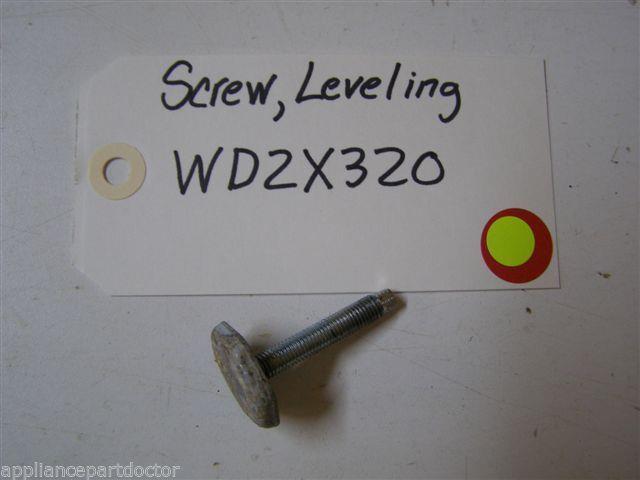 Screw, Leveling
WD2X320
appliancepartdoctor